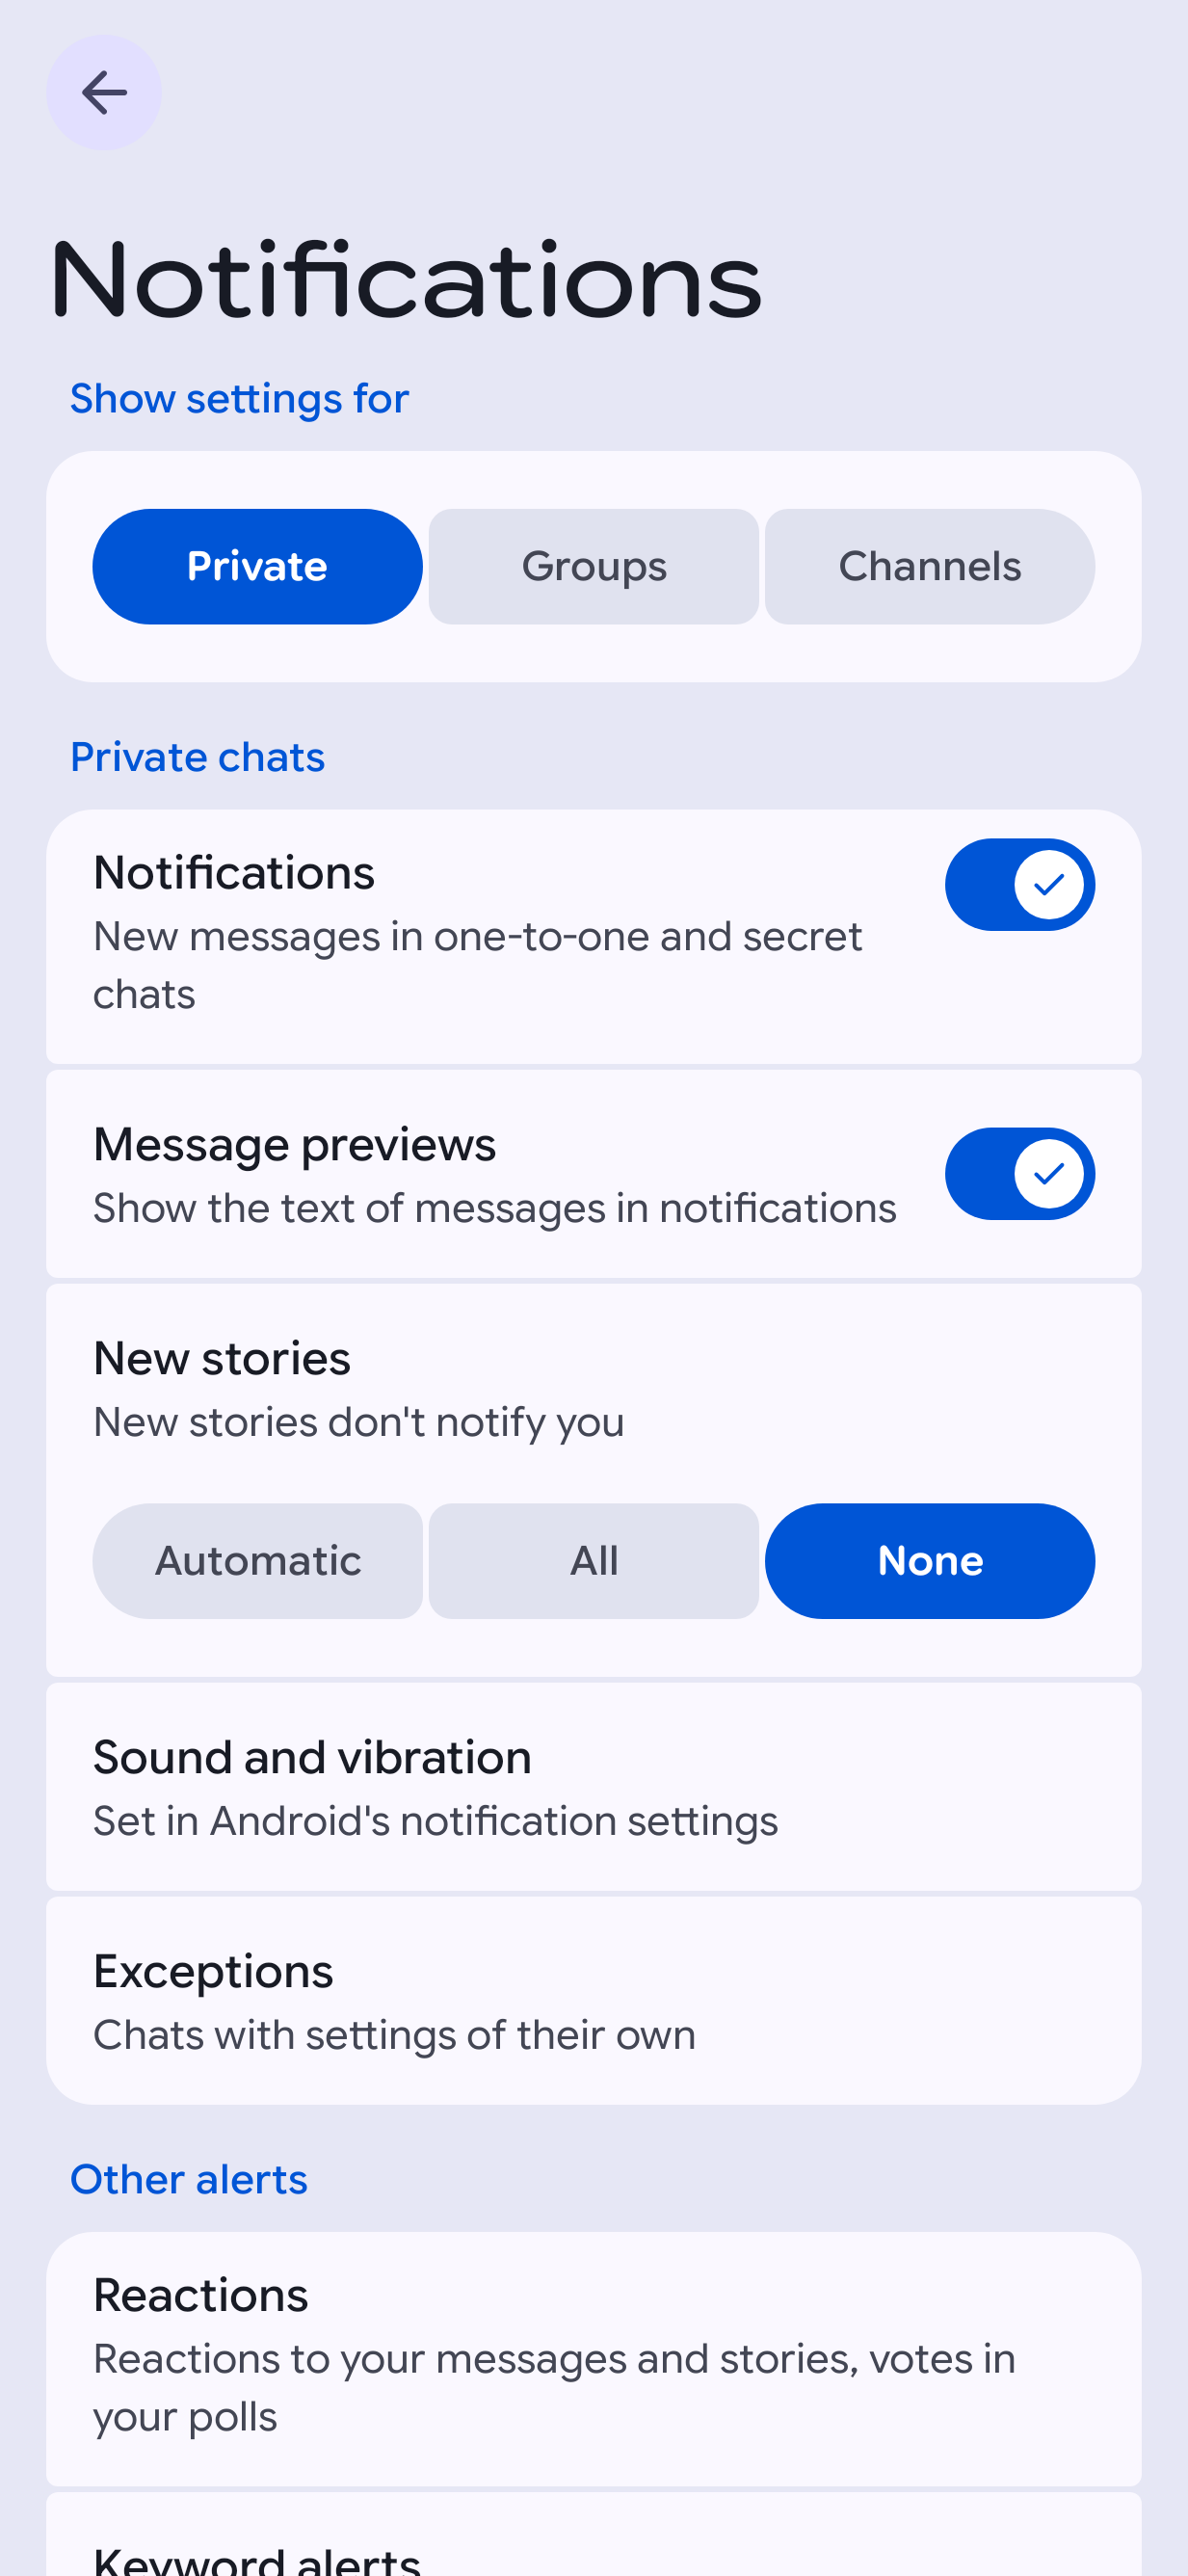 Notifications
Show settings for
Private
Groups
Channels
Private chats
Notifications
New messages in one-to-one and secret
chats
Message previews
Show the text of messages in notifications
New stories
New stories don't notify you
Automatic
All
None
Sound and vibration
Set in Android's notification settings
Exceptions
Chats with settings of their own
Other alerts
Reactions
Reactions to your messages and stories, votes in
your polls
Keyword alerts